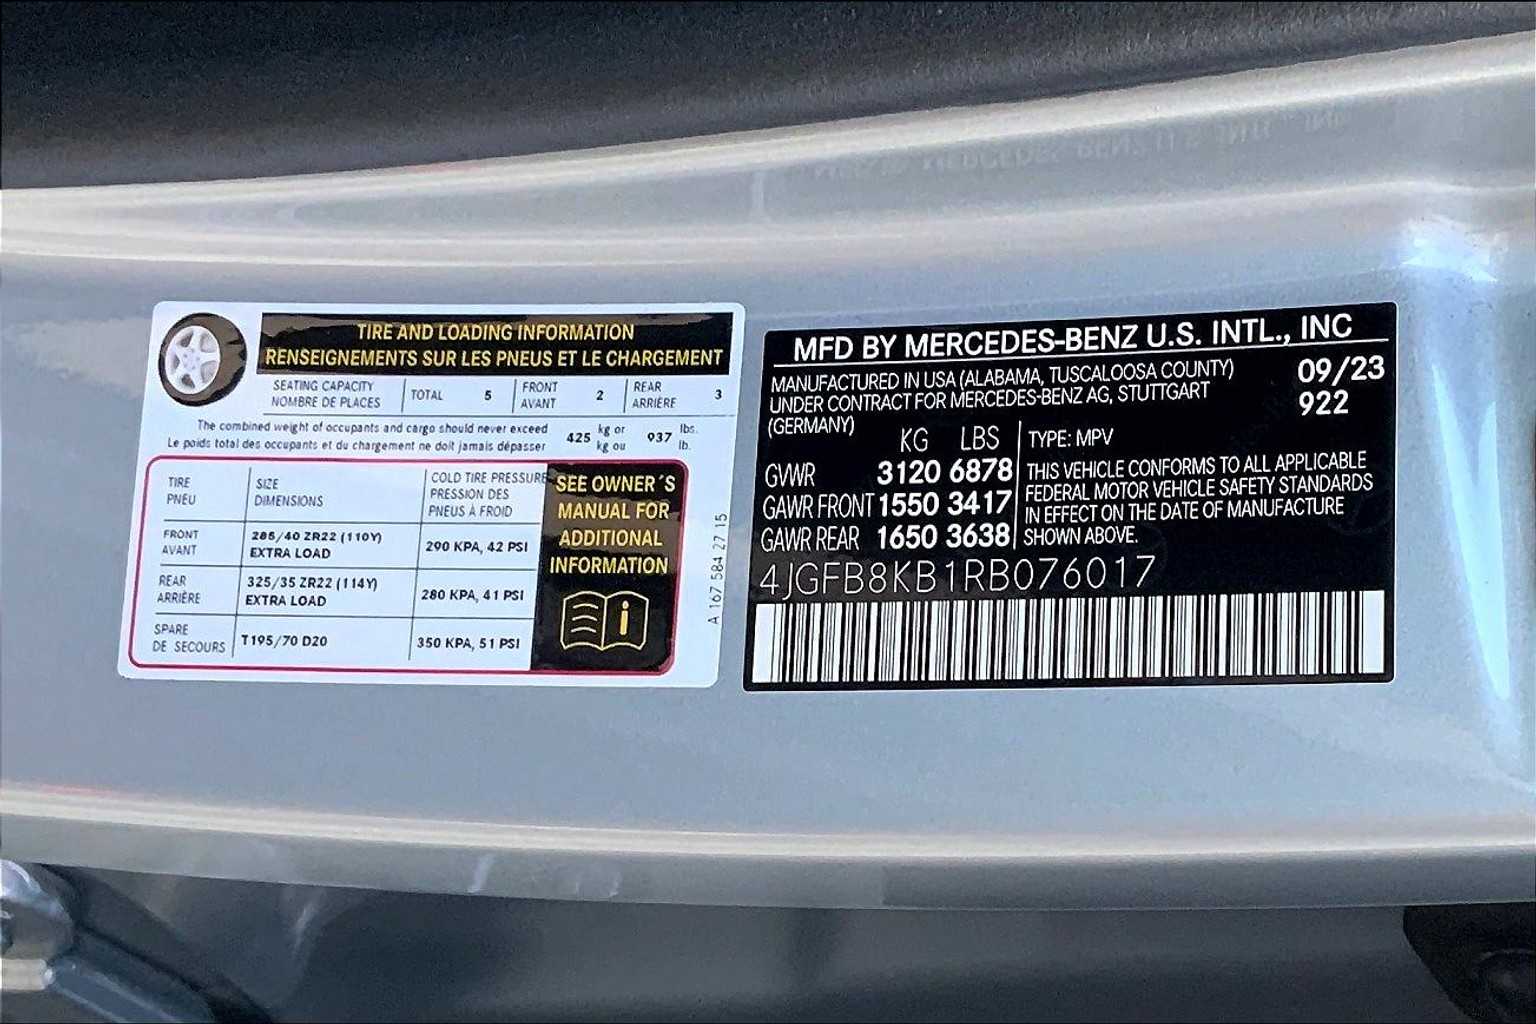 TIRE AND LOADING INFORMATION
RENSEIGNEMENTS SUR LES PNEUS ET LE CHARGEMENT
SEATING CAPACITY TOTAL 5 FRONT 2 REAR 3
NOMBRE DE PLACES AVANT ARRIÈRE
The combined weight of occupants and cargo should never exceed 425 kg or 937 lbs.
Le poids total des occupants et du chargement ne doit jamais dépasser kg ou lb.
TIRE SIZE COLD TIRE PRESSURE
PNEU DIMENSIONS PRESSION DES
PNEUS À FROID
FRONT 285/40 ZR22 (110Y) 290 KPA, 42 PSI
AVANT EXTRA LOAD
REAR 325/35 ZR22 (114Y) 280 KPA, 41 PSI
ARRIÈRE EXTRA LOAD
SPARE T195/70 D20 350 KPA, 51 PSI
DE SECOURS
SEE OWNER´S
MANUAL FOR
ADDITIONAL
INFORMATION
A 167 584 27 15
MFD BY MERCEDES-BENZ U.S. INTL., INC
MANUFACTURED IN USA (ALABAMA, TUSCALOOSA COUNTY) 09/23
UNDER CONTRACT FOR MERCEDES-BENZ AG, STUTTGART 922
(GERMANY)
KG LBS
GVWR 3120 6878
GAWR FRONT 1550 3417
GAWR REAR 1650 3638
TYPE: MPV
THIS VEHICLE CONFORMS TO ALL APPLICABLE
FEDERAL MOTOR VEHICLE SAFETY STANDARDS
IN EFFECT ON THE DATE OF MANUFACTURE
SHOWN ABOVE.
4JGFB8KB1RB076017